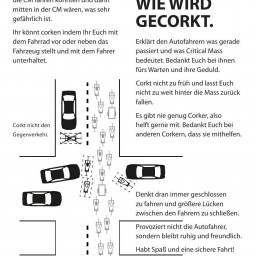 die CM fahren könnten und dann
mitten in der CM wären, was sehr
gefährlich ist.
Ihr könnt corken indem Ihr Euch mit
dem Fahrrad vor oder neben das
Fahrzeug stellt und mit dem Fahrer
unterhaltet.
Corkt nicht den
Gegenverkehr.
WIE WIRD
GECORKT.
Erklärt den Autofahrern was gerade
passiert und was Critical Mass
bedeutet. Bedankt Euch bei ihnen
fürs Warten und ihre Geduld.
Corkt nicht zu früh und lasst Euch
nicht zu weit hinter die Mass zurück
fallen.
Es gibt nie genug Corker, also
helft gerne mit. Bedankt Euch bei
anderen Corkern, dass sie mithelfen.
Denkt dran immer geschlossen
zu fahren und größere Lücken
zwischen den Fahrern zu schließen.
Provoziert nicht die Autofahrer,
sondern bleibt ruhig und freundlich.
Habt Spaß und eine sichere Fahrt!